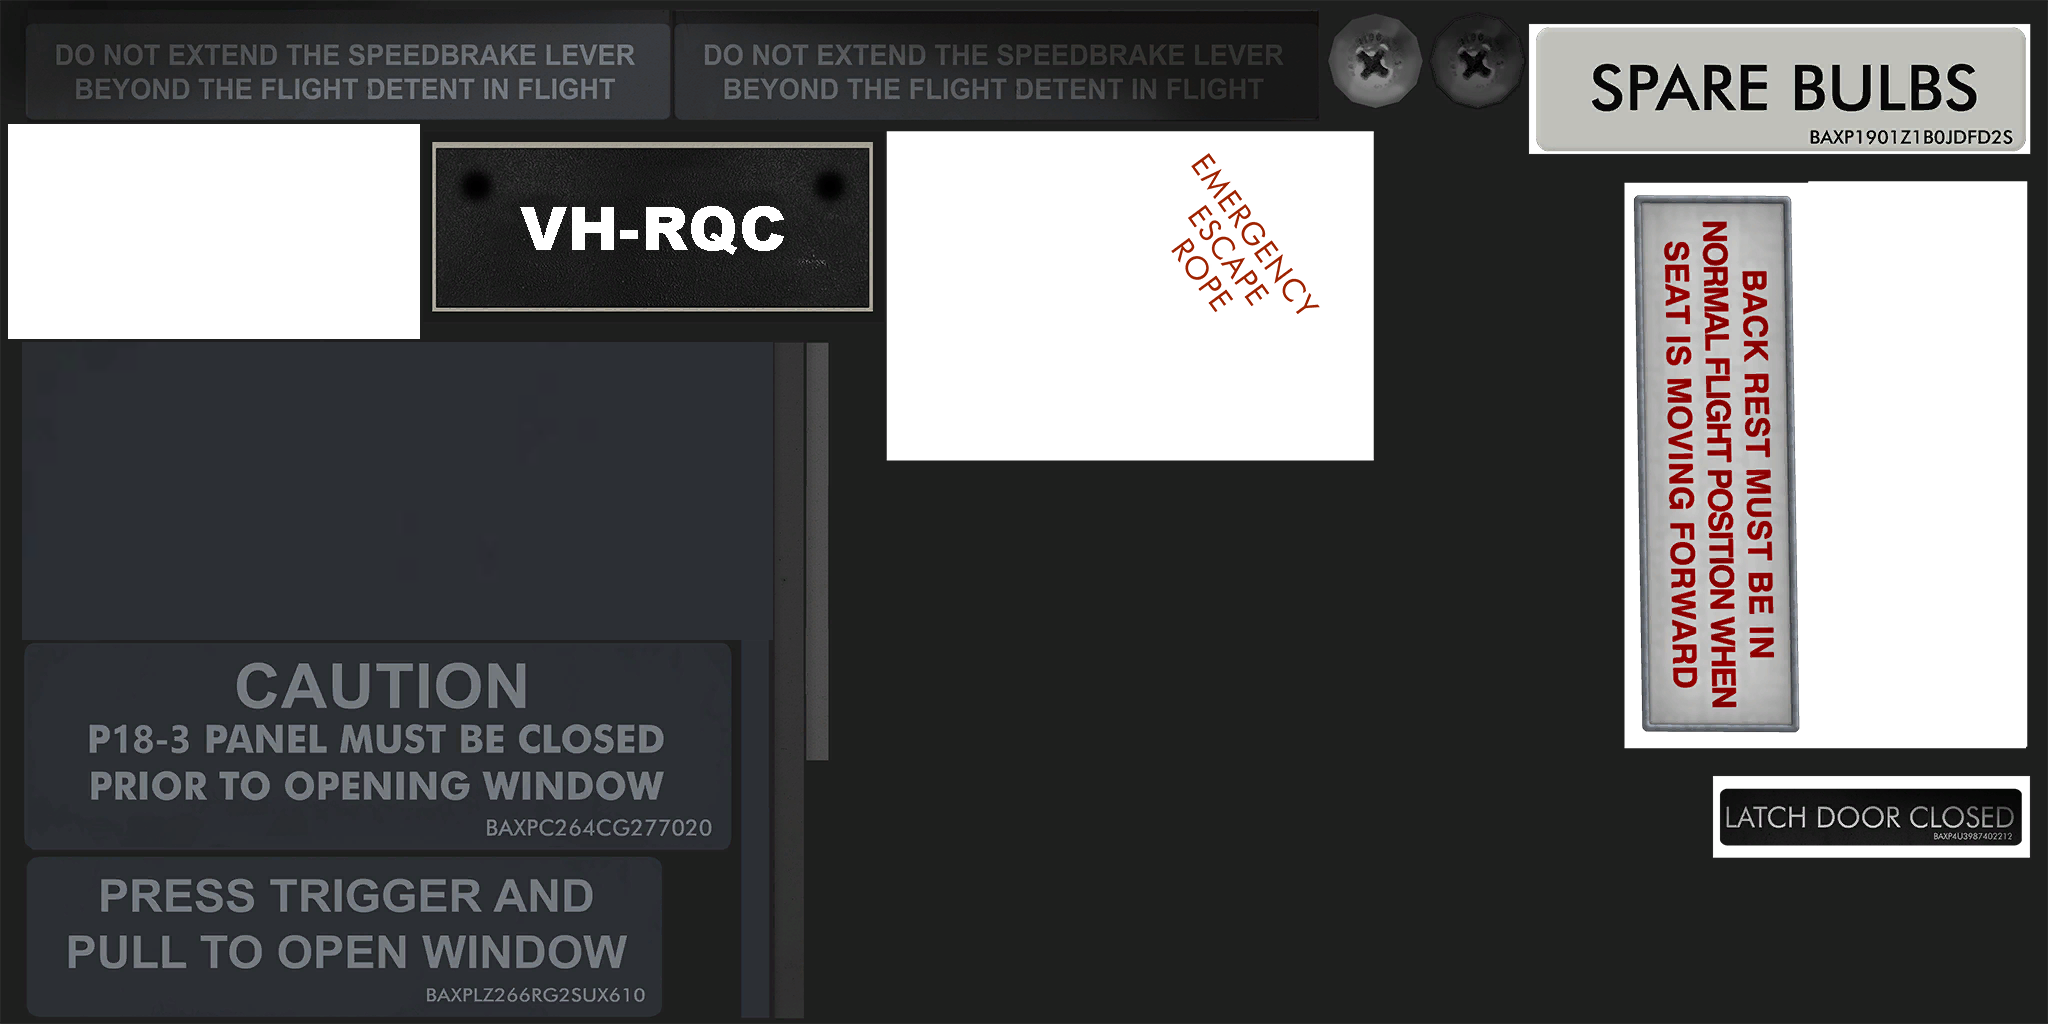 DO NOT EXTEND THE SPEEDBRAKE LEVER
BEYOND THE FLIGHT DETENT IN FLIGHT
DO NOT EXTEND THE SPEEDBRAKE LEVER
BEYOND THE FLIGHT DETENT IN FLIGHT
SPARE BULBS
BAXP1901Z1B0JDFD2S
VH-RQC
EMERGENCY
ESCAPE
ROPE
BACK REST MUST BE IN
NORMAL FLIGHT POSITION WHEN
SEAT IS MOVING FORWARD
CAUTION
P18-3 PANEL MUST BE CLOSED
PRIOR TO OPENING WINDOW
BAXPC264CG277020
LATCH DOOR CLOSED
BAXP4U3987402212
PRESS TRIGGER AND
PULL TO OPEN WINDOW
BAXPLZ266RG2SUX610